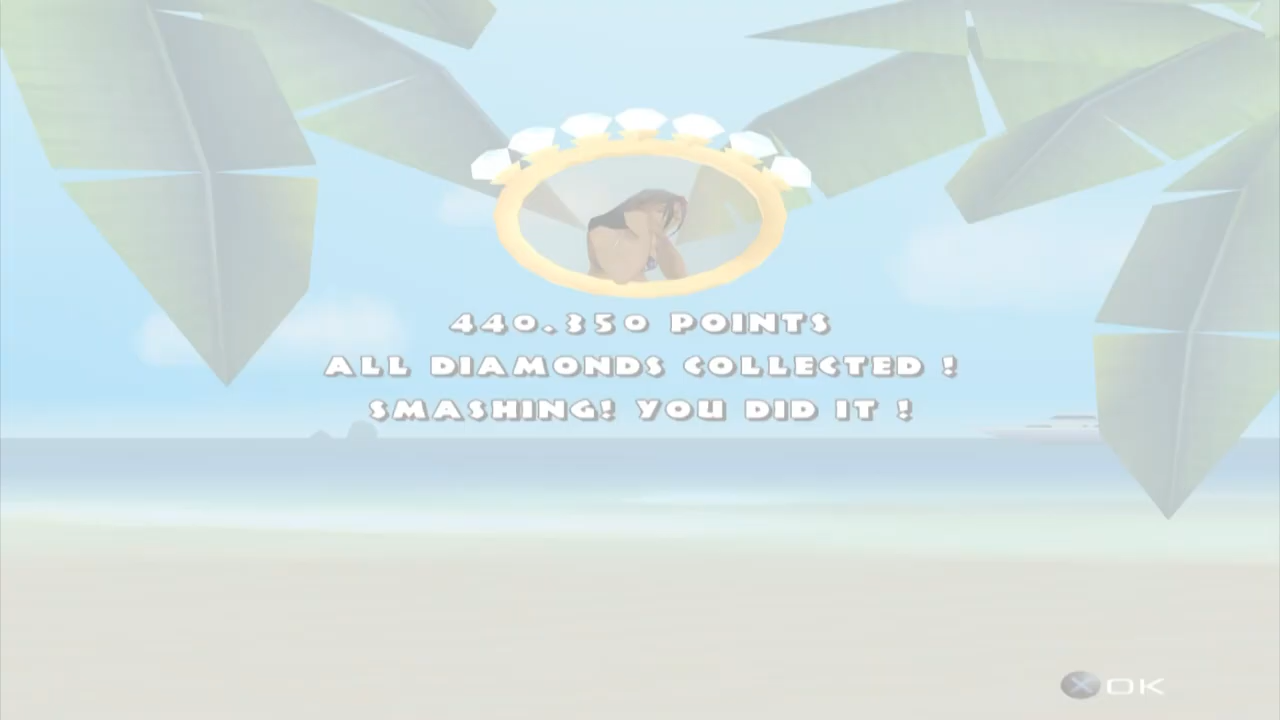 440.350 POINTS
ALL DIAMONDS COLLECTED !
SMASHING! YOU DID IT !
OK